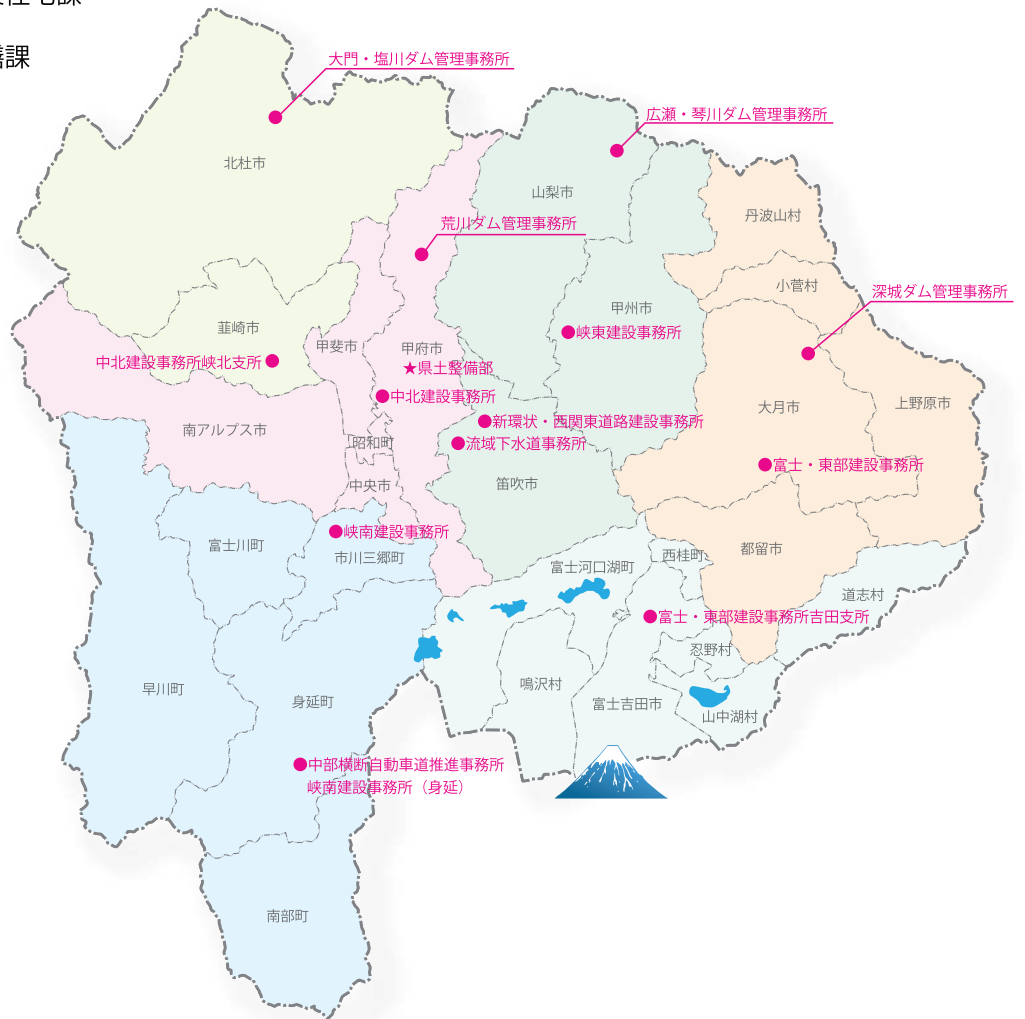 大門・塩川ダム管理事務所
広瀬・琴川ダム管理事務所
北杜市
山梨市
丹波山村
荒川ダム管理事務所
小菅村
深城ダム管理事務所
甲州市
韮崎市
甲斐市
甲府市
峡東建設事務所
中北建設事務所峡北支所
★県土整備部
中北建設事務所
大月市
上野原市
新環状・西関東道路建設事務所
南アルプス市
昭和町
流域下水道事務所
富士・東部建設事務所
中央市
笛吹市
峡南建設事務所
富士川町
市川三郷町
西桂町
都留市
富士河口湖町
道志村
富士・東部建設事務所吉田支所
忍野村
早川町
鳴沢村
身延町
富士吉田市
山中湖村
中部横断自動車道推進事務所
峡南建設事務所（身延）
南部町